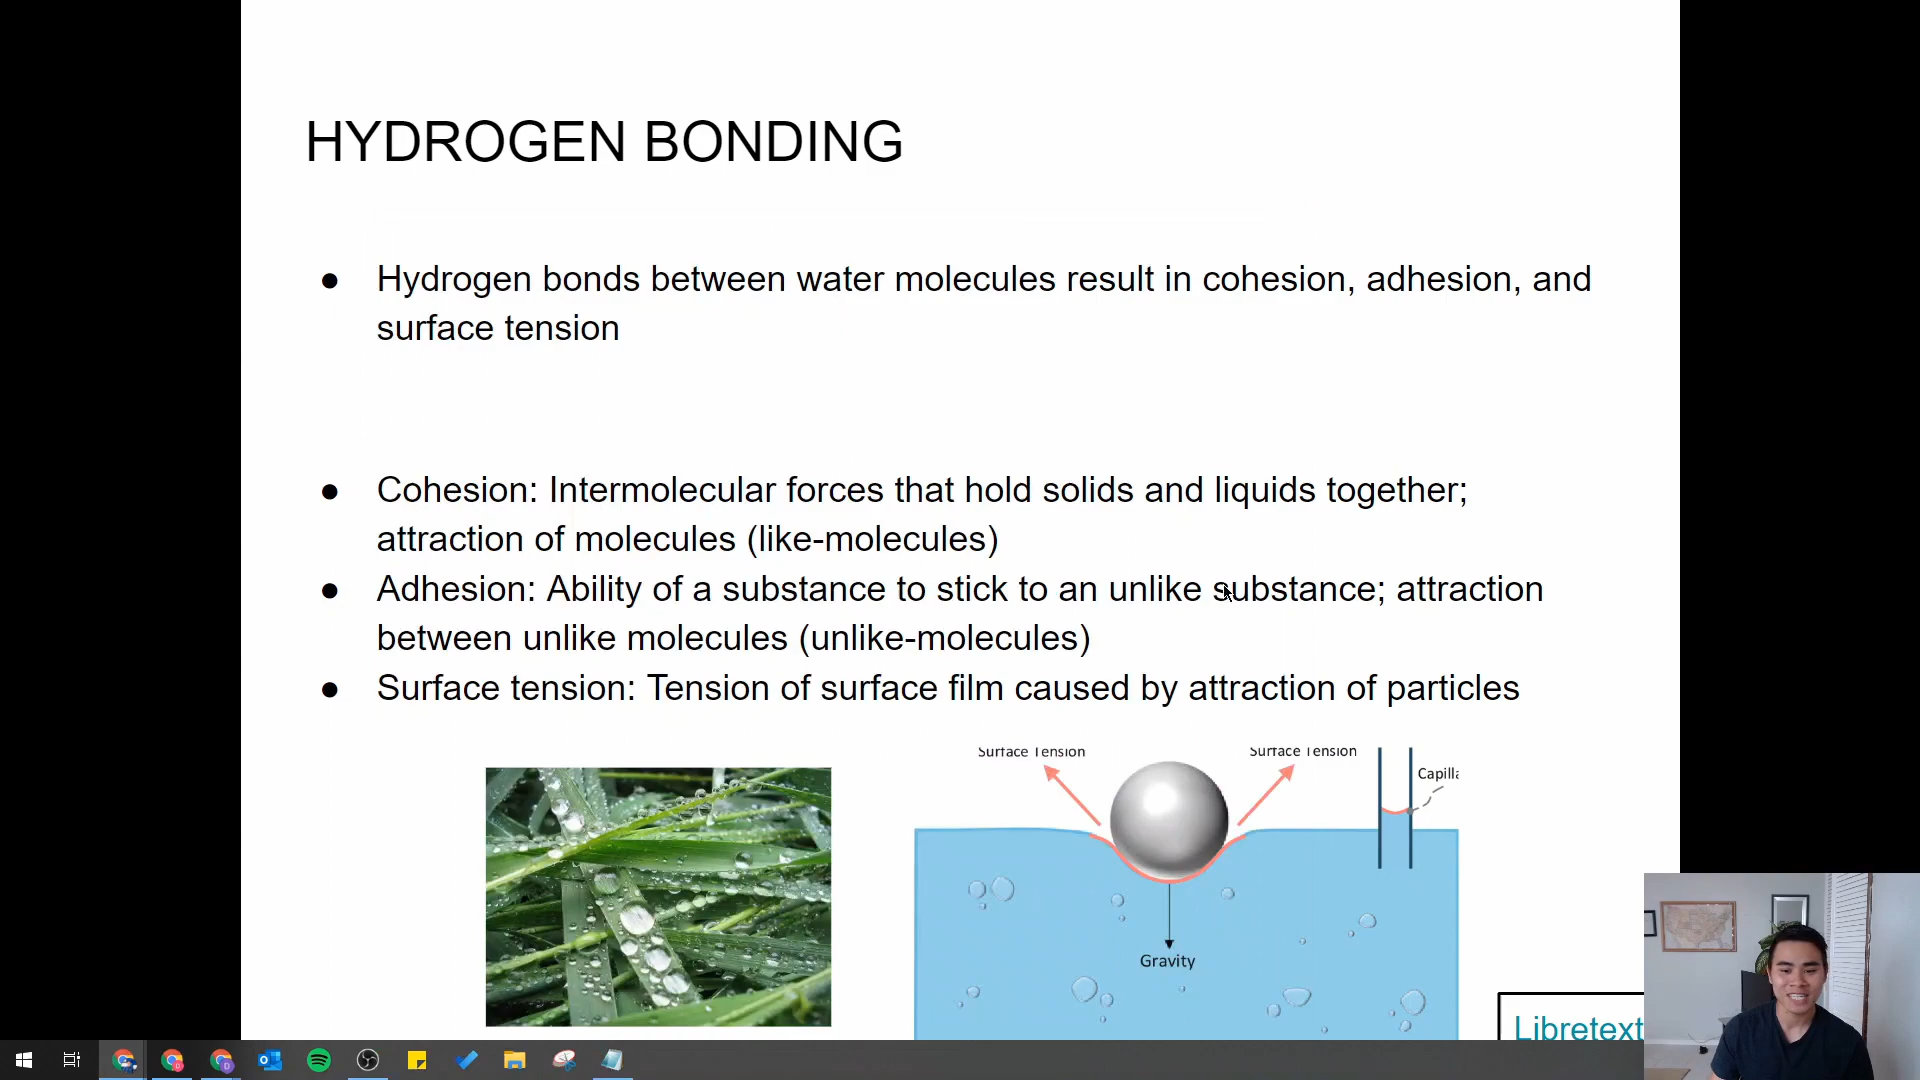 HYDROGEN BONDING
● Hydrogen bonds between water molecules result in cohesion, adhesion, and
surface tension
● Cohesion: Intermolecular forces that hold solids and liquids together;
attraction of molecules (like-molecules)
● Adhesion: Ability of a substance to stick to an unlike substance; attraction
between unlike molecules (unlike-molecules)
● Surface tension: Tension of surface film caused by attraction of particles
Surface Tension
Surface Tension
Capilla
Gravity
Libretext